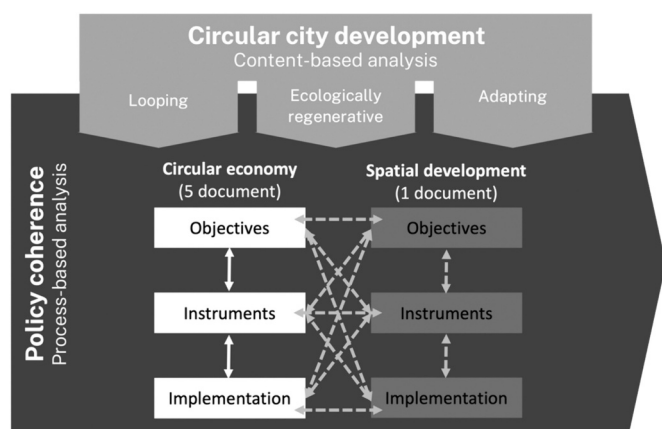 Circular city development
Content-based analysis
Looping
Ecologically
regenerative
Adapting
Policy coherence
Process-based analysis
Circular economy
(5 document)
Spatial development
(1 document)
Objectives
Objectives
Instruments
Instruments
Implementation
Implementation